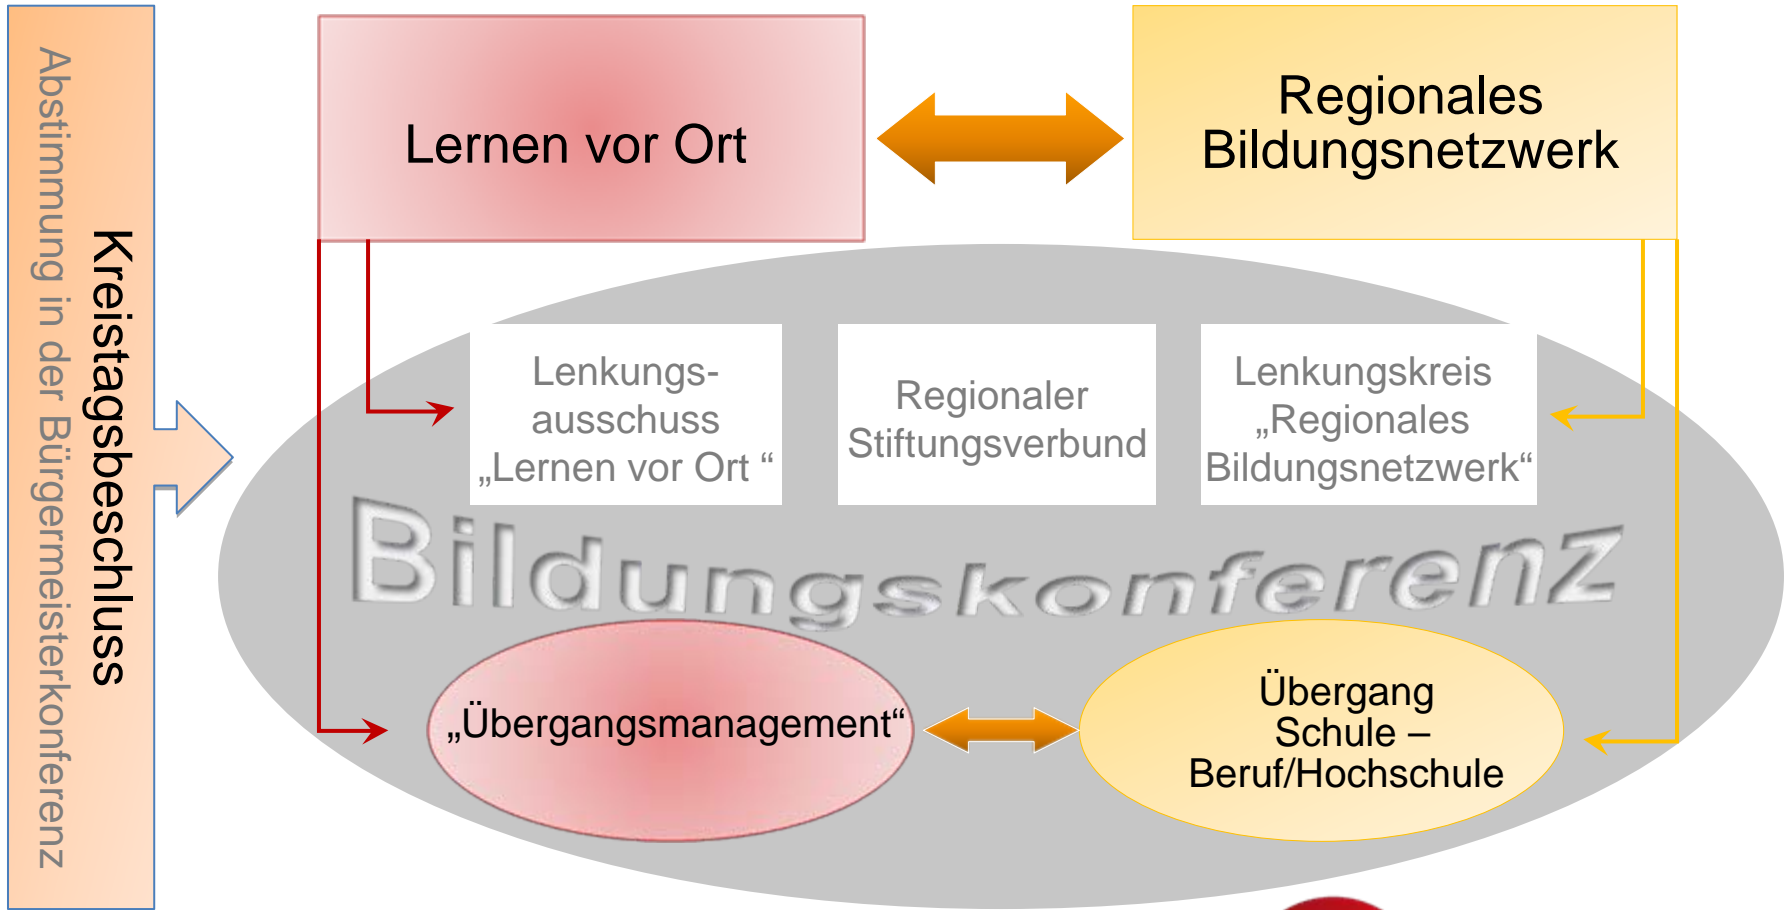 Kreistagsbeschluss
Abstimmung in der Bürgermeisterkonferenz
Lernen vor Ort
Regionales
Bildungsnetzwerk
Lenkungs-
ausschuss
„Lernen vor Ort “
Regionaler
Stiftungsverbund
Lenkungskreis
„Regionales
Bildungsnetzwerk“
Bildungskonferenz
„Übergangsmanagement“
Übergang
Schule –
Beruf/Hochschule